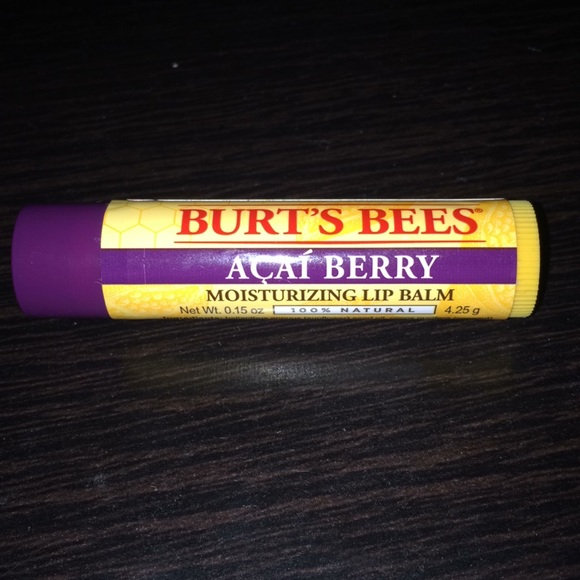 BURT'S BEES®
AÇAÍ BERRY
MOISTURIZING LIP BALM
Net Wt. 0.15 oz 100% NATURAL 4.25 g